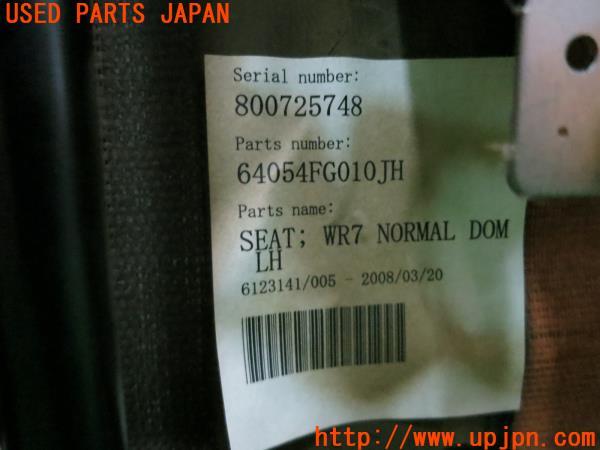 USED PARTS JAPAN
Serial number:
800725748
Parts number:
64054FG010JH
Parts name:
SEAT; WR7 NORMAL DOM
LH
6123141/005 - 2008/03/20
http://www.upjpn.com/